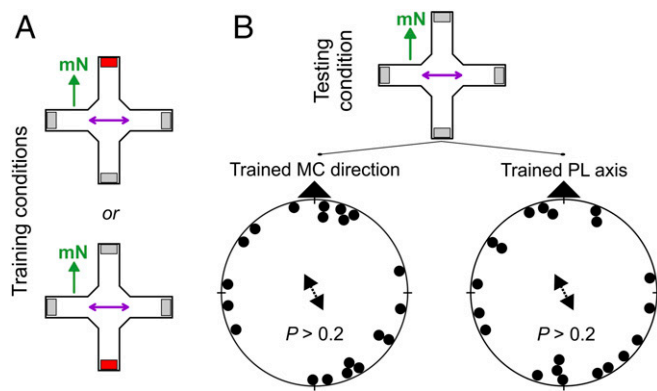 A
mN
Training conditions
or
mN
B
mN
Testing
condition
Trained MC direction
Trained PL axis
P > 0.2
P > 0.2